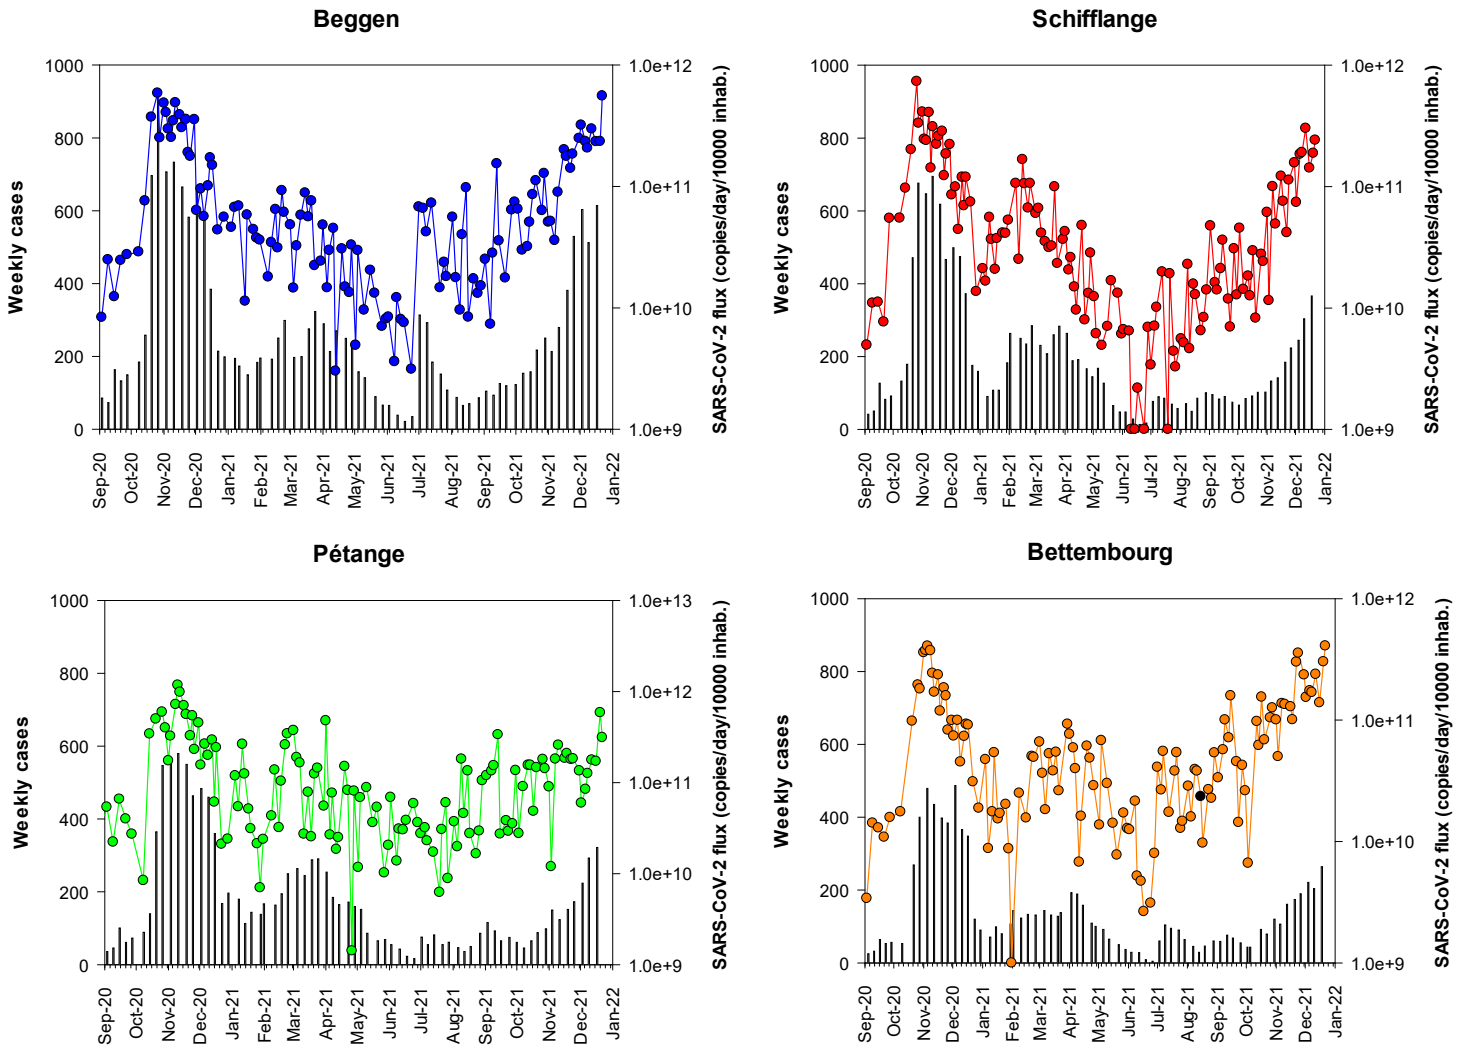 Beggen
Weekly cases
1000
800
600
400
200
0
1.0e+12
1.0e+11
1.0e+10
1.0e+9
SARS-CoV-2 flux (copies/day/10000 inhab.)
Sep-20
Oct-20
Nov-20
Dec-20
Jan-21
Feb-21
Mar-21
Apr-21
May-21
Jun-21
Jul-21
Aug-21
Sep-21
Oct-21
Nov-21
Dec-21
Jan-22
Schifflange
Weekly cases
1000
800
600
400
200
0
1.0e+12
1.0e+11
1.0e+10
1.0e+9
SARS-CoV-2 flux (copies/day/10000 inhab.)
Sep-20
Oct-20
Nov-20
Dec-20
Jan-21
Feb-21
Mar-21
Apr-21
May-21
Jun-21
Jul-21
Aug-21
Sep-21
Oct-21
Nov-21
Dec-21
Jan-22
Pétange
Weekly cases
1000
800
600
400
200
0
1.0e+13
1.0e+12
1.0e+11
1.0e+10
1.0e+9
SARS-CoV-2 flux (copies/day/10000 inhab.)
Sep-20
Oct-20
Nov-20
Dec-20
Jan-21
Feb-21
Mar-21
Apr-21
May-21
Jun-21
Jul-21
Aug-21
Sep-21
Oct-21
Nov-21
Dec-21
Jan-22
Bettembourg
Weekly cases
1000
800
600
400
200
0
1.0e+12
1.0e+11
1.0e+10
1.0e+9
SARS-CoV-2 flux (copies/day/10000 inhab.)
Sep-20
Oct-20
Nov-20
Dec-20
Jan-21
Feb-21
Mar-21
Apr-21
May-21
Jun-21
Jul-21
Aug-21
Sep-21
Oct-21
Nov-21
Dec-21
Jan-22